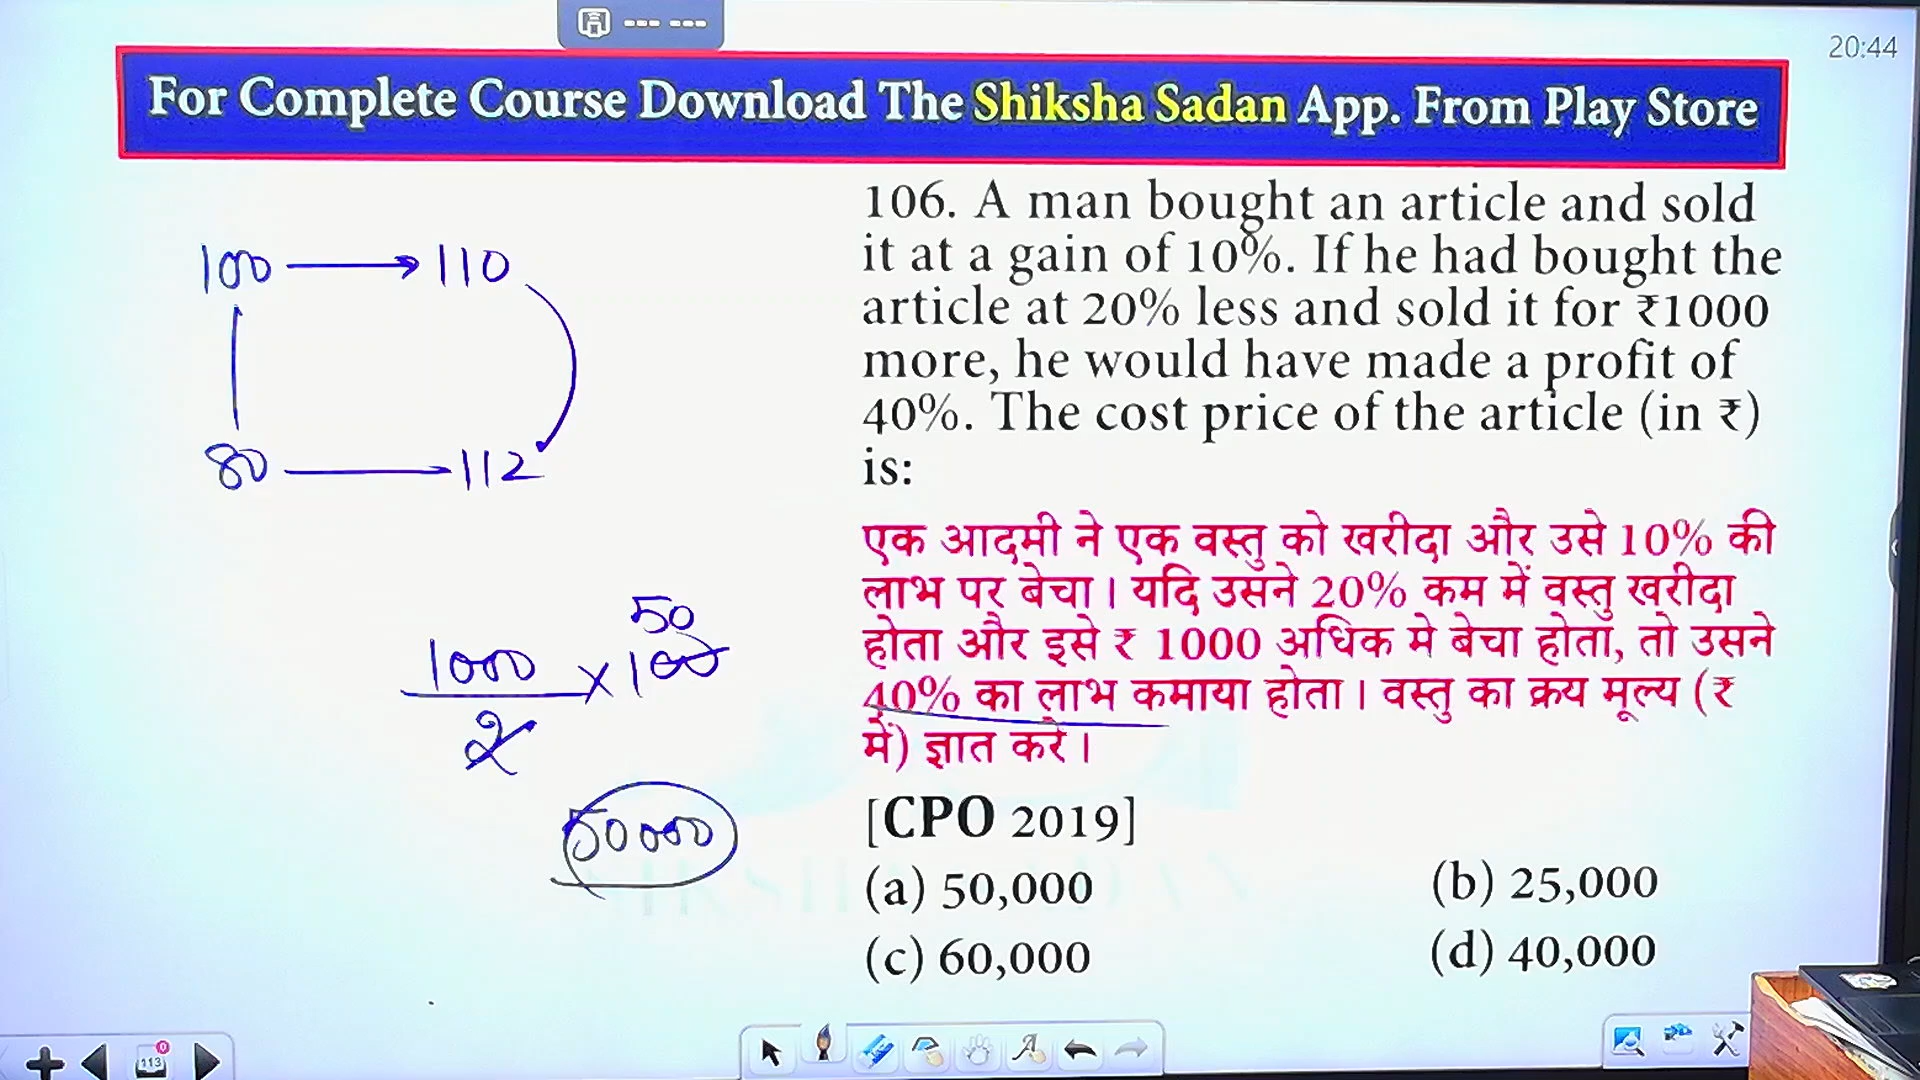 --- ---
20:44
For Complete Course Download The Shiksha Sadan App. From Play Store
106. A man bought an article and sold
it at a gain of 10%. If he had bought the
article at 20% less and sold it for ₹1000
more, he would have made a profit of
40%. The cost price of the article (in ₹)
is:
एक आदमी ने एक वस्तु को खरीदा और उसे 10% की
लाभ पर बेचा। यदि उसने 20% कम में वस्तु खरीदा
होता और इसे ₹ 1000 अधिक मे बेचा होता, तो उसने
40% का लाभ कमाया होता। वस्तु का क्रय मूल्य (₹
में) ज्ञात करे।
[CPO 2019]
(a) 50,000 (b) 25,000
(c) 60,000 (d) 40,000
100 → 110
80 — 112
50
1000 × 100
2
50000
113
0